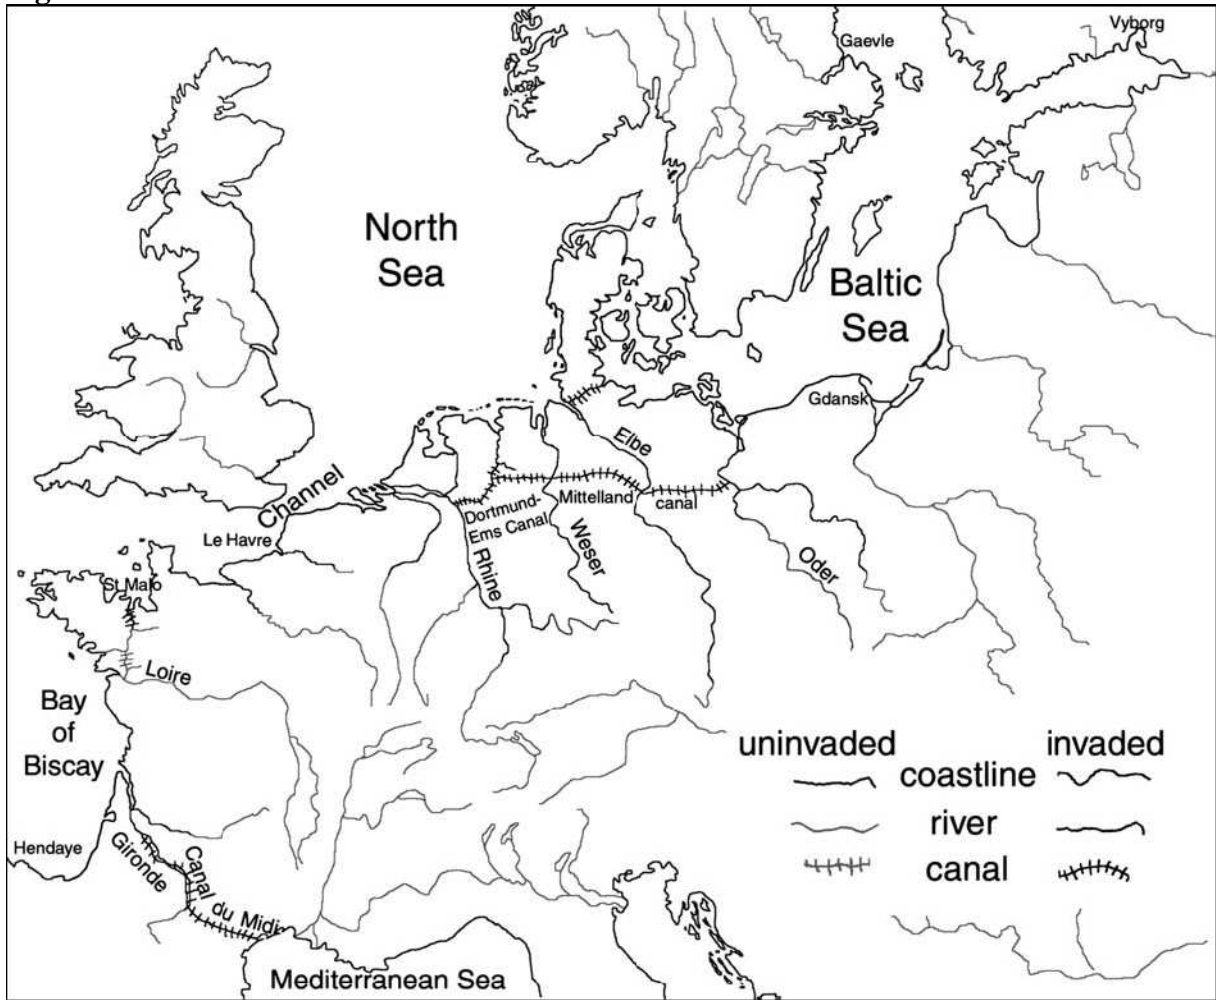 Vyborg
Gaevle
North
Sea
Baltic
Sea
Gdansk
Elbe
Channel
Mittelland
canal
Dortmund-
Ems Canal
Le Havre
Weser
Rhine
Oder
St Malo
Loire
Bay
of
Biscay
uninvaded
invaded
coastline
river
canal
Hendaye
Gironde
Canal
du Midi
Mediterranean Sea